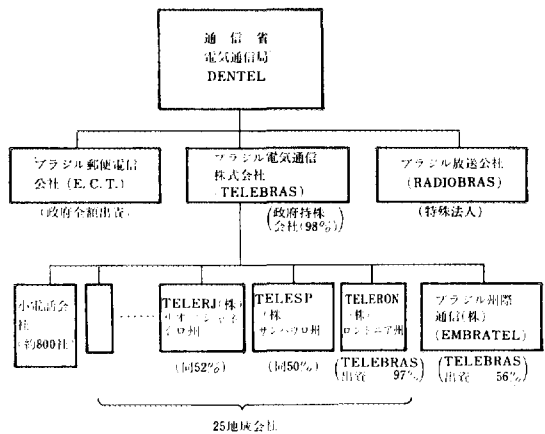 通信省
電気通信局
DENTEL
ブラジル郵便電信
公社(E.C.T.)
(政府全額出資)
ブラジル電気通信
株式会社
(TELEBRAS)
(政府持株
会社(98%))
ブラジル放送公社
(RADIOBRAS)
(特殊法人)
小電話会
社
(約800社)
………
TELERJ(株)
リオ・ジャネ
イロ州
(同52%)
TELESP
(株)
サンパウロ州
(同50%)
TELERON
(株)
ロンドニア州
(TELEBRAS
出資 97%)
ブラジル州際
通信(株)
(EMBRATEL)
(TELEBRAS
出資 56%)
25地域会社